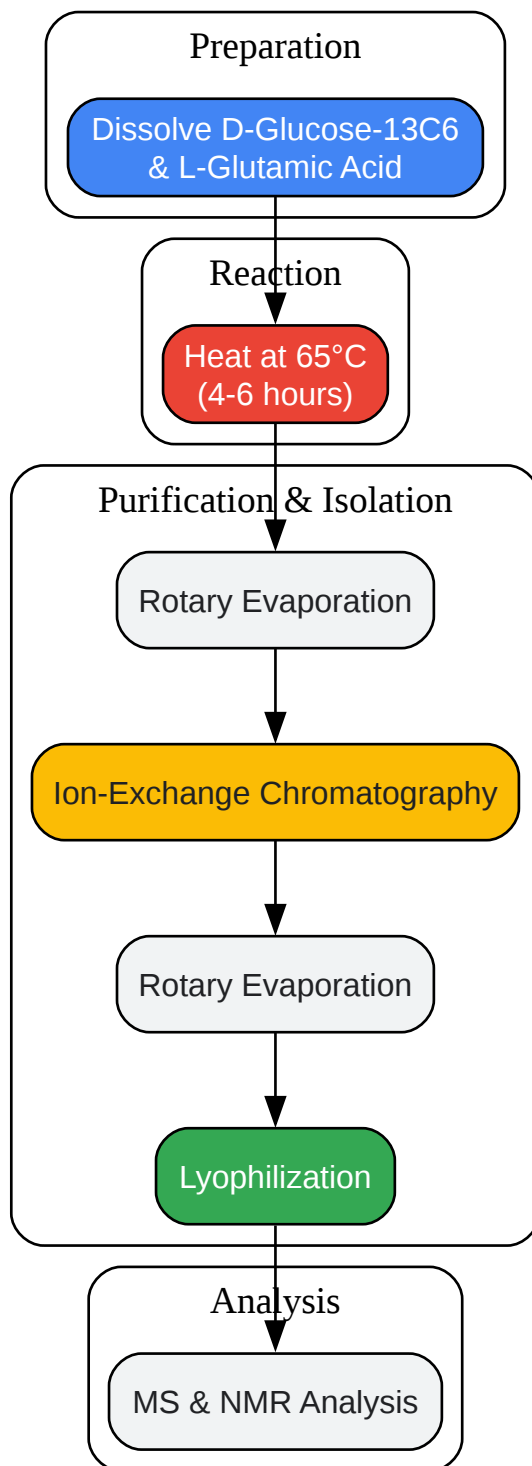 Preparation
Dissolve D-Glucose-13C6
& L-Glutamic Acid
Reaction
Heat at 65°C
(4-6 hours)
Purification & Isolation
Rotary Evaporation
Ion-Exchange Chromatography
Rotary Evaporation
Lyophilization
Analysis
MS & NMR Analysis